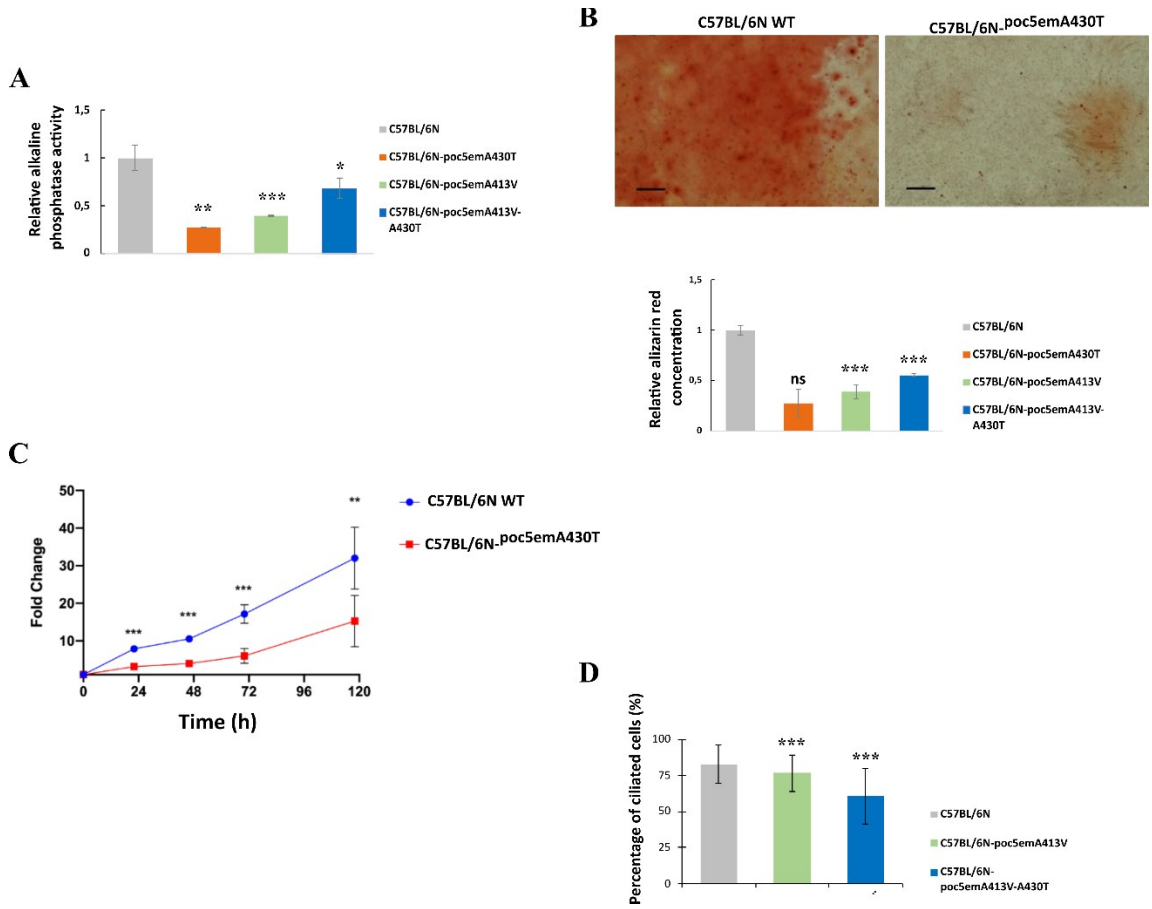 A
Relative alkaline
phosphatase activity
1,5
1
0,5
0
**
***
*
C57BL/6N
C57BL/6N-poc5emA430T
C57BL/6N-poc5emA413V
C57BL/6N-poc5emA413V-
A430T
B
C57BL/6N WT
C57BL/6N-poc5emA430T
Relative alizarin red
concentration
1,5
1
0,5
0
ns
***
***
C57BL/6N
C57BL/6N-poc5emA430T
C57BL/6N-poc5emA413V
C57BL/6N-poc5emA413V-
A430T
C
Fold Change
50
40
30
20
10
***
***
***
**
0
24
48
72
96
120
Time (h)
C57BL/6N WT
C57BL/6N-poc5emA430T
D
Percentage of ciliated cells (%)
100
75
50
25
0
***
***
C57BL/6N
C57BL/6N-poc5emA413V
C57BL/6N-
poc5emA413V-A430T